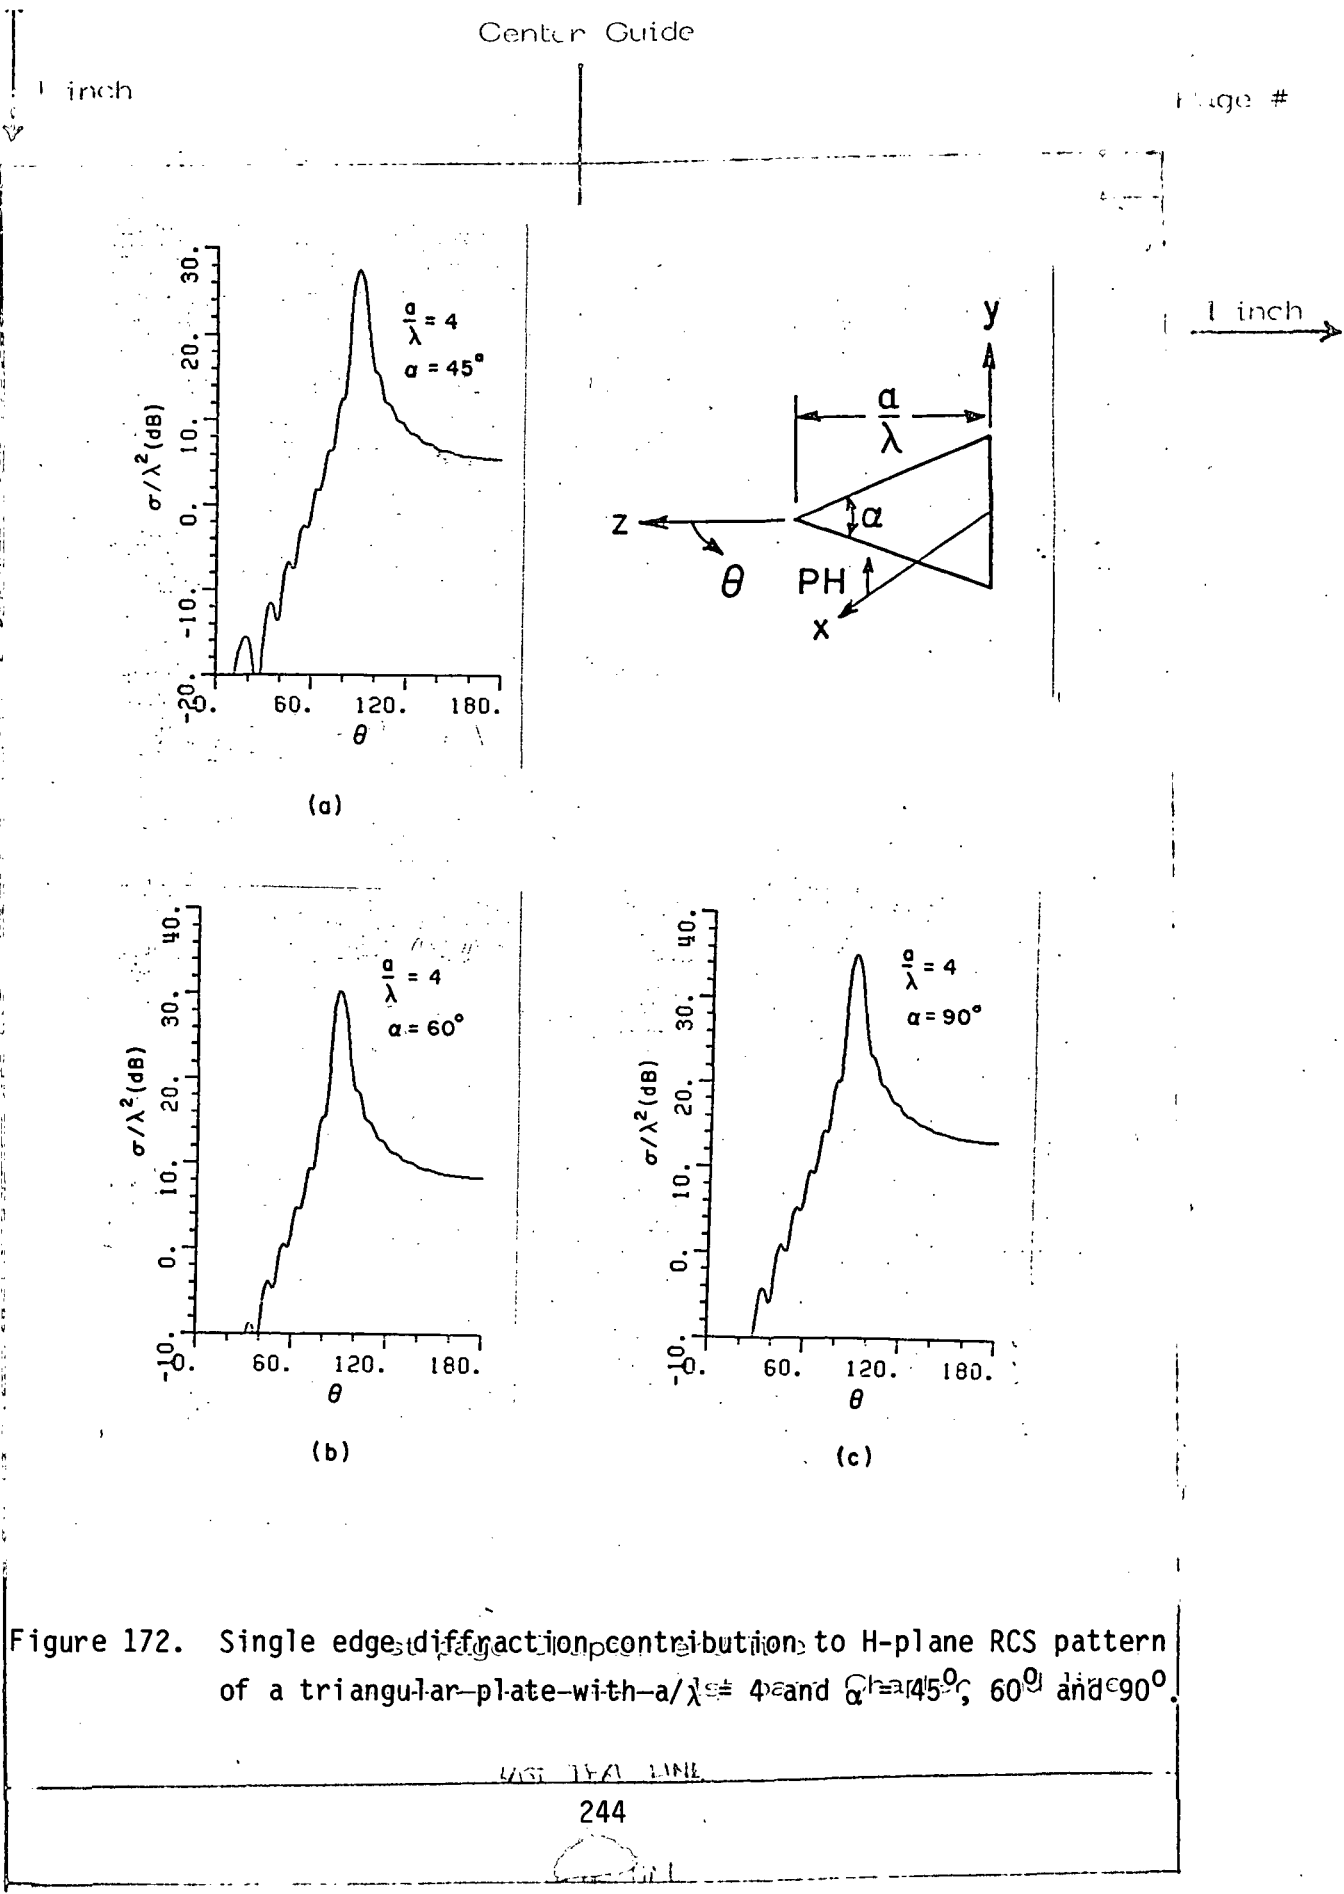 Center Guide
1 inch
Page #
1 inch
30.
20.
10.
0.
-10.
-20.
σ/λ² (dB)
a/λ = 4
α = 45°
0. 60. 120. 180.
θ
(a)
y
a/λ
z
α
θ
PH
x
40.
30.
20.
10.
0.
-10.
σ/λ² (dB)
a/λ = 4
α = 60°
0. 60. 120. 180.
θ
(b)
40.
30.
20.
10.
0.
-10.
σ/λ² (dB)
a/λ = 4
α = 90°
0. 60. 120. 180.
θ
(c)
Figure 172. Single edge diffraction contribution to H-plane RCS pattern
of a triangular plate with a/λ = 4 and α = 45°, 60° and 90°.
LAST TEXT LINE
244